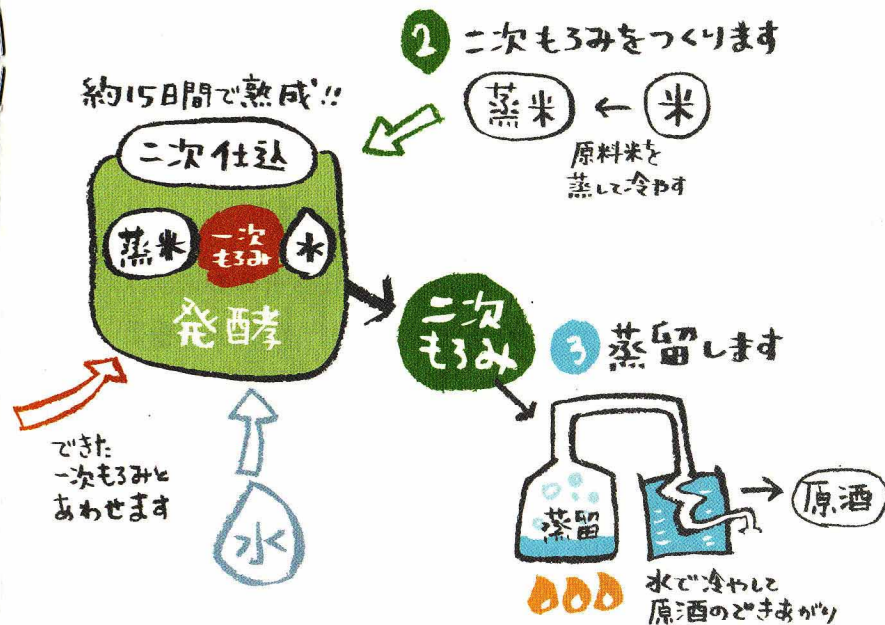 2 二次もろみをつくります
蒸米 ← 米
原料米を
蒸して冷やす
約15日間で熟成!!
二次仕込
蒸米
一次
もろみ
水
発酵
できた
一次もろみと
あわせます
水
二次
もろみ
3 蒸留します
蒸留
原酒
水で冷やして
原酒のできあがり